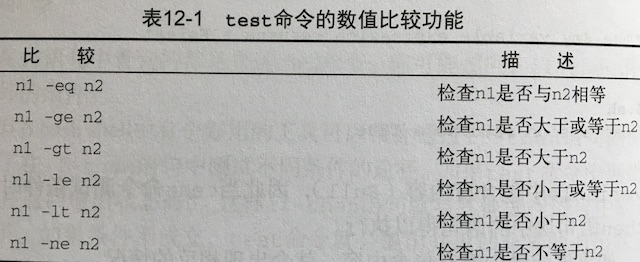 表12-1 test命令的数值比较功能
比 较 描 述
n1 -eq n2 检查n1是否与n2相等
n1 -ge n2 检查n1是否大于或等于n2
n1 -gt n2 检查n1是否大于n2
n1 -le n2 检查n1是否小于或等于n2
n1 -lt n2 检查n1是否小于n2
n1 -ne n2 检查n1是否不等于n2